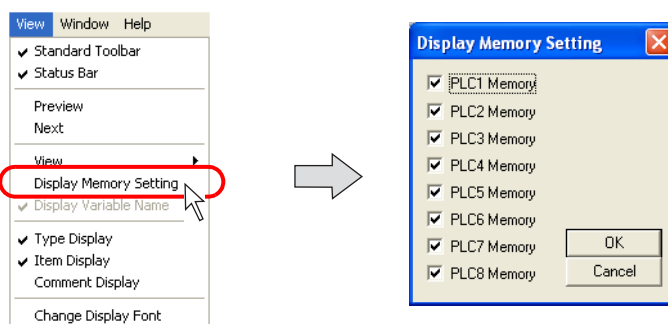 View Window Help
Standard Toolbar
Status Bar
Preview
Next
View
Display Memory Setting
Display Variable Name
Type Display
Item Display
Comment Display
Change Display Font
Display Memory Setting
PLC1 Memory
PLC2 Memory
PLC3 Memory
PLC4 Memory
PLC5 Memory
PLC6 Memory
PLC7 Memory
PLC8 Memory
OK
Cancel